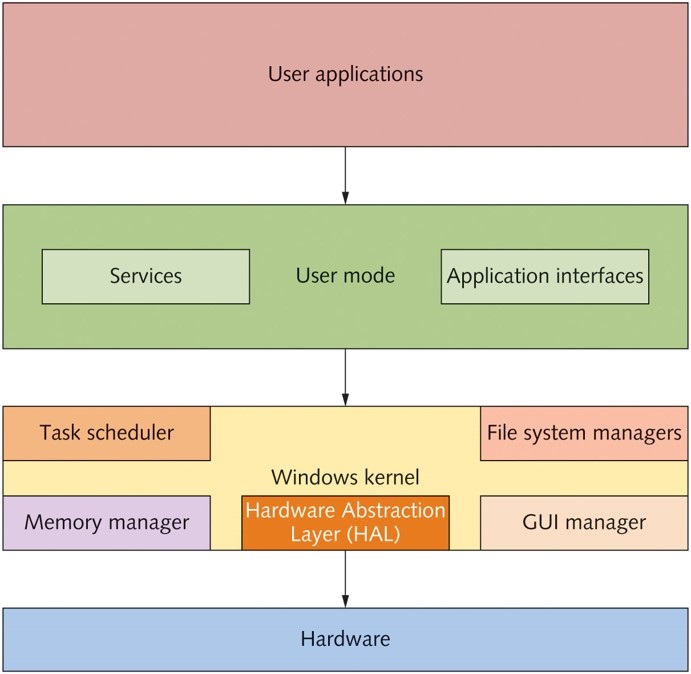 User applications
Services
User mode
Application interfaces
Task scheduler
File system managers
Windows kernel
Memory manager
Hardware Abstraction
Layer (HAL)
GUI manager
Hardware